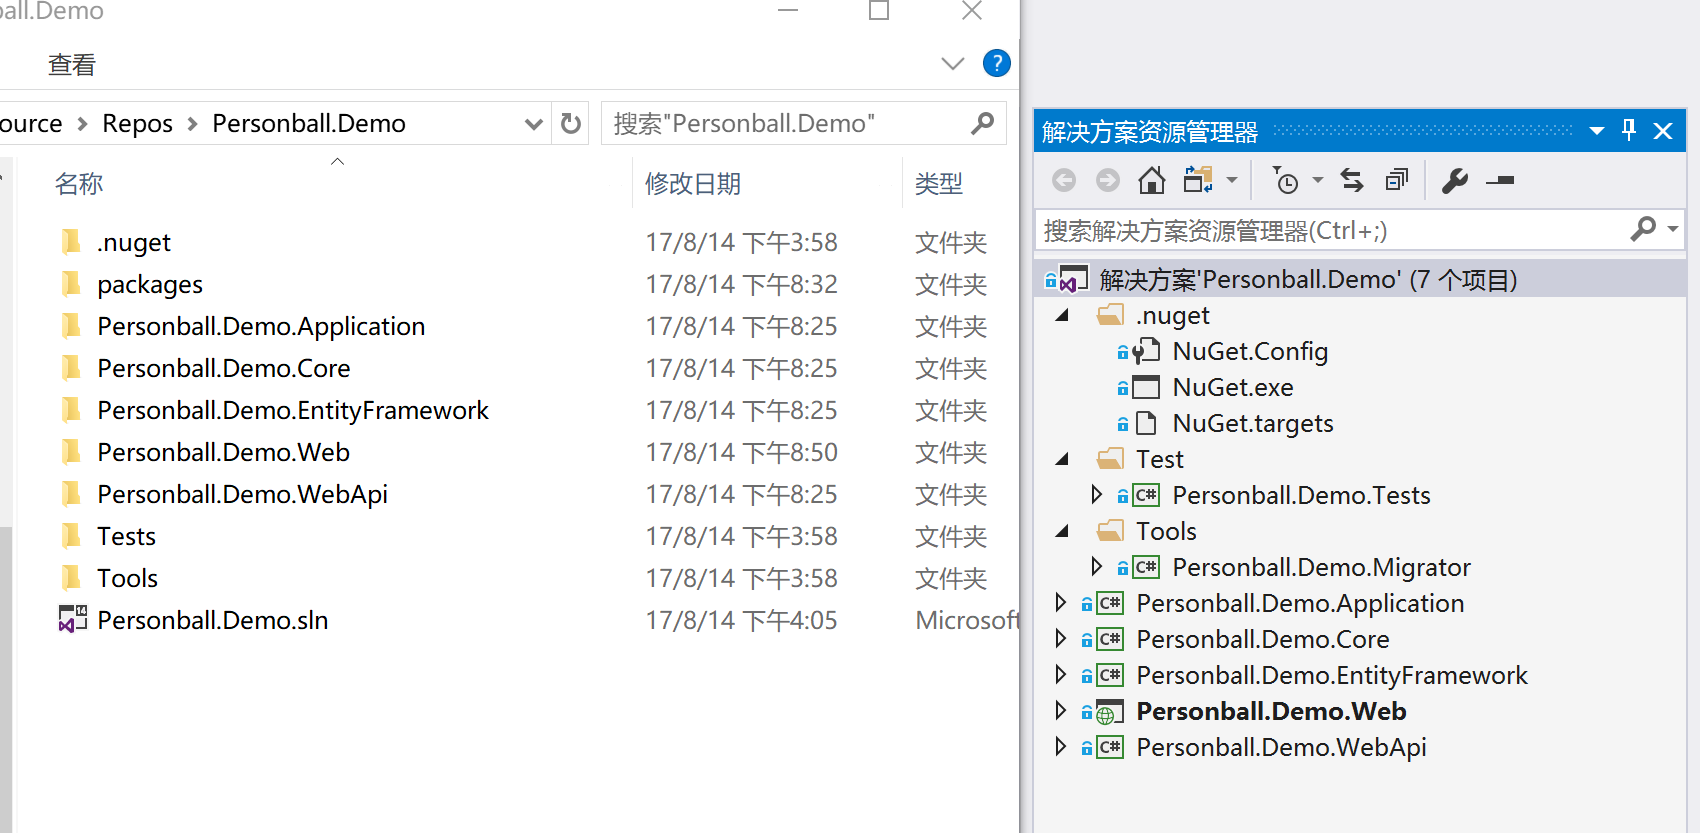 ball.Demo
查看
ource > Repos > Personball.Demo
搜索"Personball.Demo"
名称 修改日期 类型
.nuget 17/8/14 下午3:58 文件夹
packages 17/8/14 下午8:32 文件夹
Personball.Demo.Application 17/8/14 下午8:25 文件夹
Personball.Demo.Core 17/8/14 下午8:25 文件夹
Personball.Demo.EntityFramework 17/8/14 下午8:25 文件夹
Personball.Demo.Web 17/8/14 下午8:50 文件夹
Personball.Demo.WebApi 17/8/14 下午8:25 文件夹
Tests 17/8/14 下午3:58 文件夹
Tools 17/8/14 下午3:58 文件夹
Personball.Demo.sln 17/8/14 下午4:05 Microsoft
解决方案资源管理器
搜索解决方案资源管理器(Ctrl+;)
解决方案'Personball.Demo' (7 个项目)
.nuget
NuGet.Config
NuGet.exe
NuGet.targets
Test
C# Personball.Demo.Tests
Tools
C# Personball.Demo.Migrator
C# Personball.Demo.Application
C# Personball.Demo.Core
C# Personball.Demo.EntityFramework
Personball.Demo.Web
C# Personball.Demo.WebApi